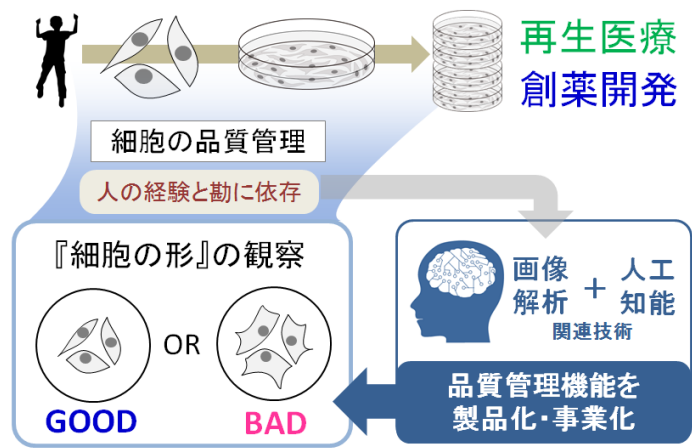 再生医療
創薬開発
細胞の品質管理
人の経験と勘に依存
『細胞の形』の観察
OR
GOOD
BAD
画像
解析
+
人工
知能
関連技術
品質管理機能を
製品化・事業化